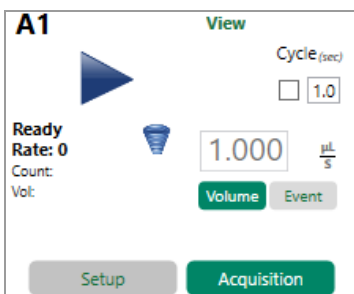 A1
View
Cycle (sec)
1.0
Ready
Rate: 0
Count:
Vol:
1.000 µL/s
Volume Event
Setup Acquisition